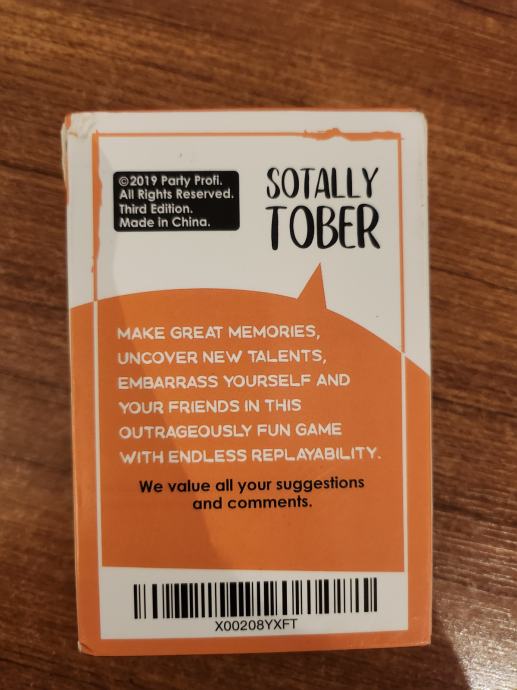 ©2019 Party Profi.
All Rights Reserved.
Third Edition.
Made in China.
SOTALLY
TOBER
MAKE GREAT MEMORIES,
UNCOVER NEW TALENTS,
EMBARRASS YOURSELF AND
YOUR FRIENDS IN THIS
OUTRAGEOUSLY FUN GAME
WITH ENDLESS REPLAYABILITY.
We value all your suggestions
and comments.
X00208YXFT